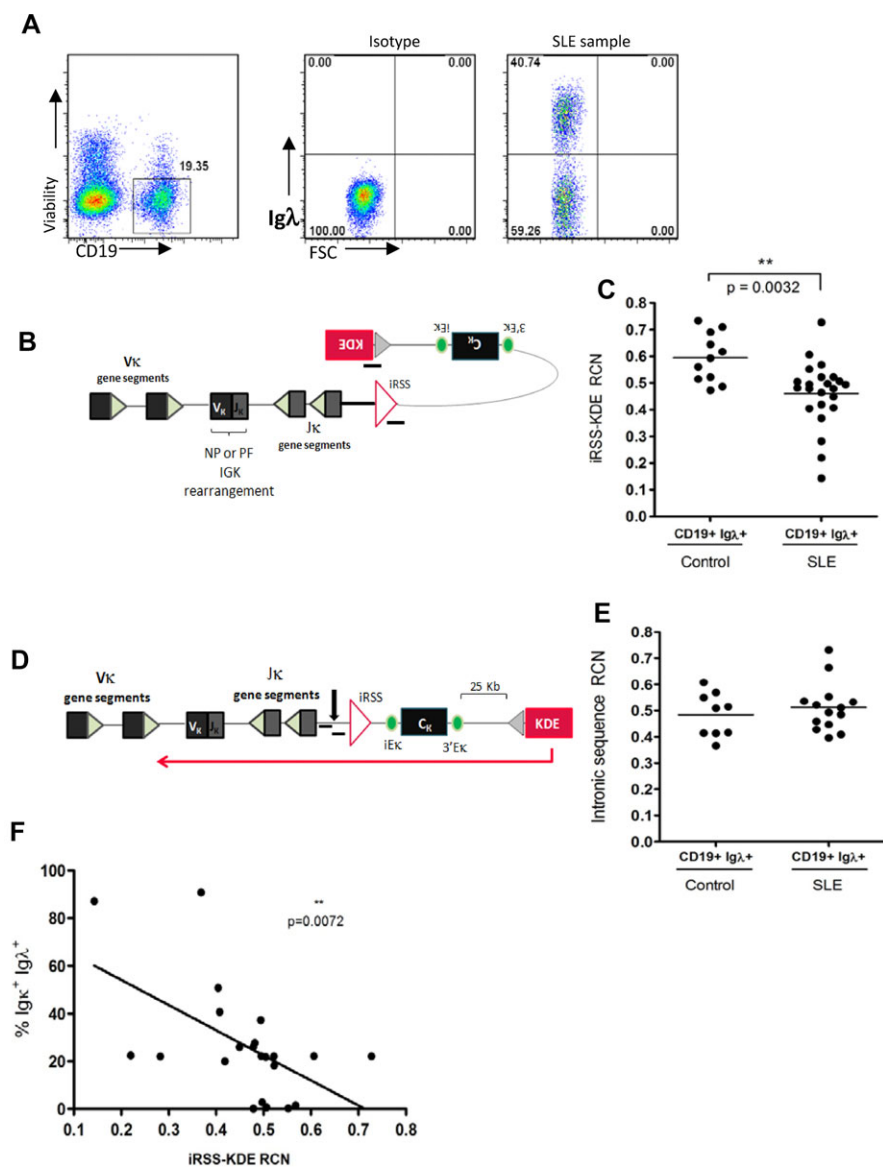 A
Viability
CD19
19.35
Isotype
0.00
0.00
100.00
0.00
Igλ
FSC
SLE sample
40.74
0.00
59.26
0.00
B
Vκ
gene segments
VK
JK
NP or PF
IGK
rearrangement
Jκ
gene segments
iRSS
KDE
iEκ
CK
3'Eκ
C
**
p = 0.0032
iRSS-KDE RCN
0.8
0.7
0.6
0.5
0.4
0.3
0.2
0.1
0.0
CD19+ Igλ+
CD19+ Igλ+
Control
SLE
D
Vκ
gene segments
VK
JK
Jκ
gene segments
iRSS
iEκ
CK
3'Eκ
25 Kb
KDE
E
Intronic sequence RCN
0.8
0.7
0.6
0.5
0.4
0.3
0.2
0.1
0.0
CD19+ Igλ+
CD19+ Igλ+
Control
SLE
F
% Igκ+ Igλ+
100
80
60
40
20
0
**
p=0.0072
0.1 0.2 0.3 0.4 0.5 0.6 0.7 0.8
iRSS-KDE RCN